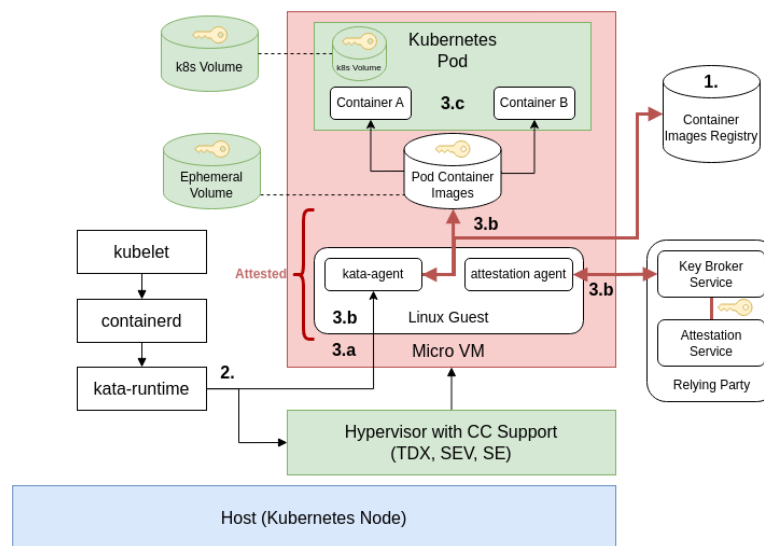 Kubernetes
Pod
k8s Volume
k8s Volume
Container A
3.c
Container B
1.
Container
Images Registry
Ephemeral
Volume
Pod Container
Images
3.b
kubelet
Attested
kata-agent
attestation agent
3.b
Key Broker
Service
containerd
3.b
Linux Guest
Attestation
Service
3.a
Micro VM
kata-runtime
2.
Relying Party
Hypervisor with CC Support
(TDX, SEV, SE)
Host (Kubernetes Node)